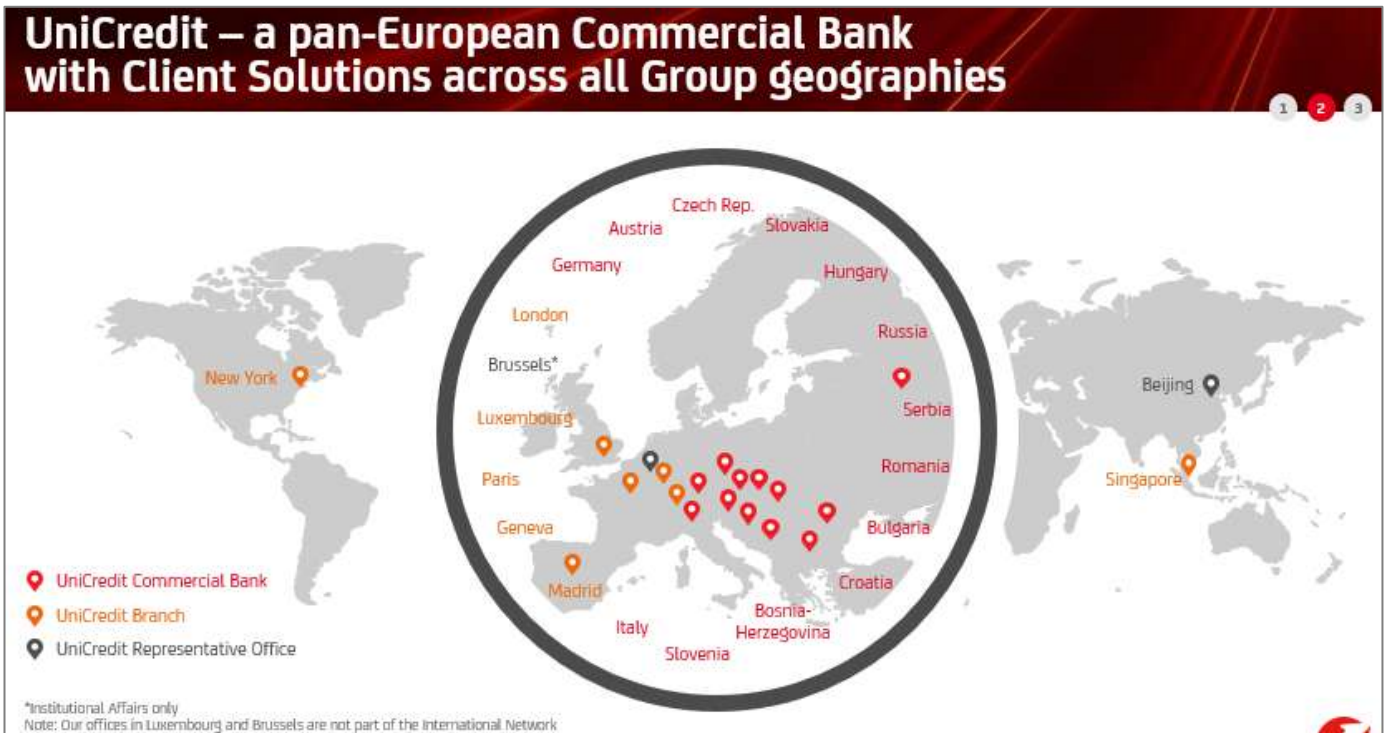 UniCredit – a pan-European Commercial Bank
with Client Solutions across all Group geographies
1 2 3
Czech Rep.
Austria
Slovakia
Germany
Hungary
London
Russia
Brussels*
New York
Beijing
Luxembourg
Serbia
Paris
Romania
Singapore
Geneva
Bulgaria
Madrid
Croatia
Italy
Bosnia-
Herzegovina
Slovenia
UniCredit Commercial Bank
UniCredit Branch
UniCredit Representative Office
*Institutional Affairs only
Note: Our offices in Luxembourg and Brussels are not part of the International Network